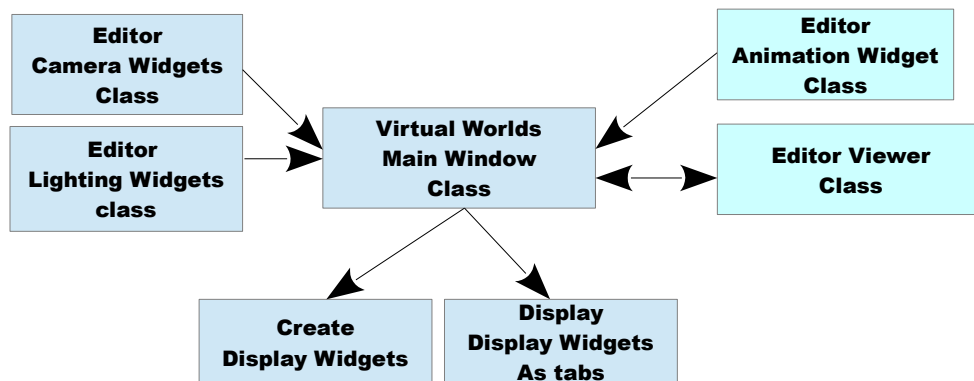 Editor
Camera Widgets
Class
Editor
Animation Widget
Class
Virtual Worlds
Main Window
Class
Editor
Lighting Widgets
class
Editor Viewer
Class
Create
Display Widgets
Display
Display Widgets
As tabs